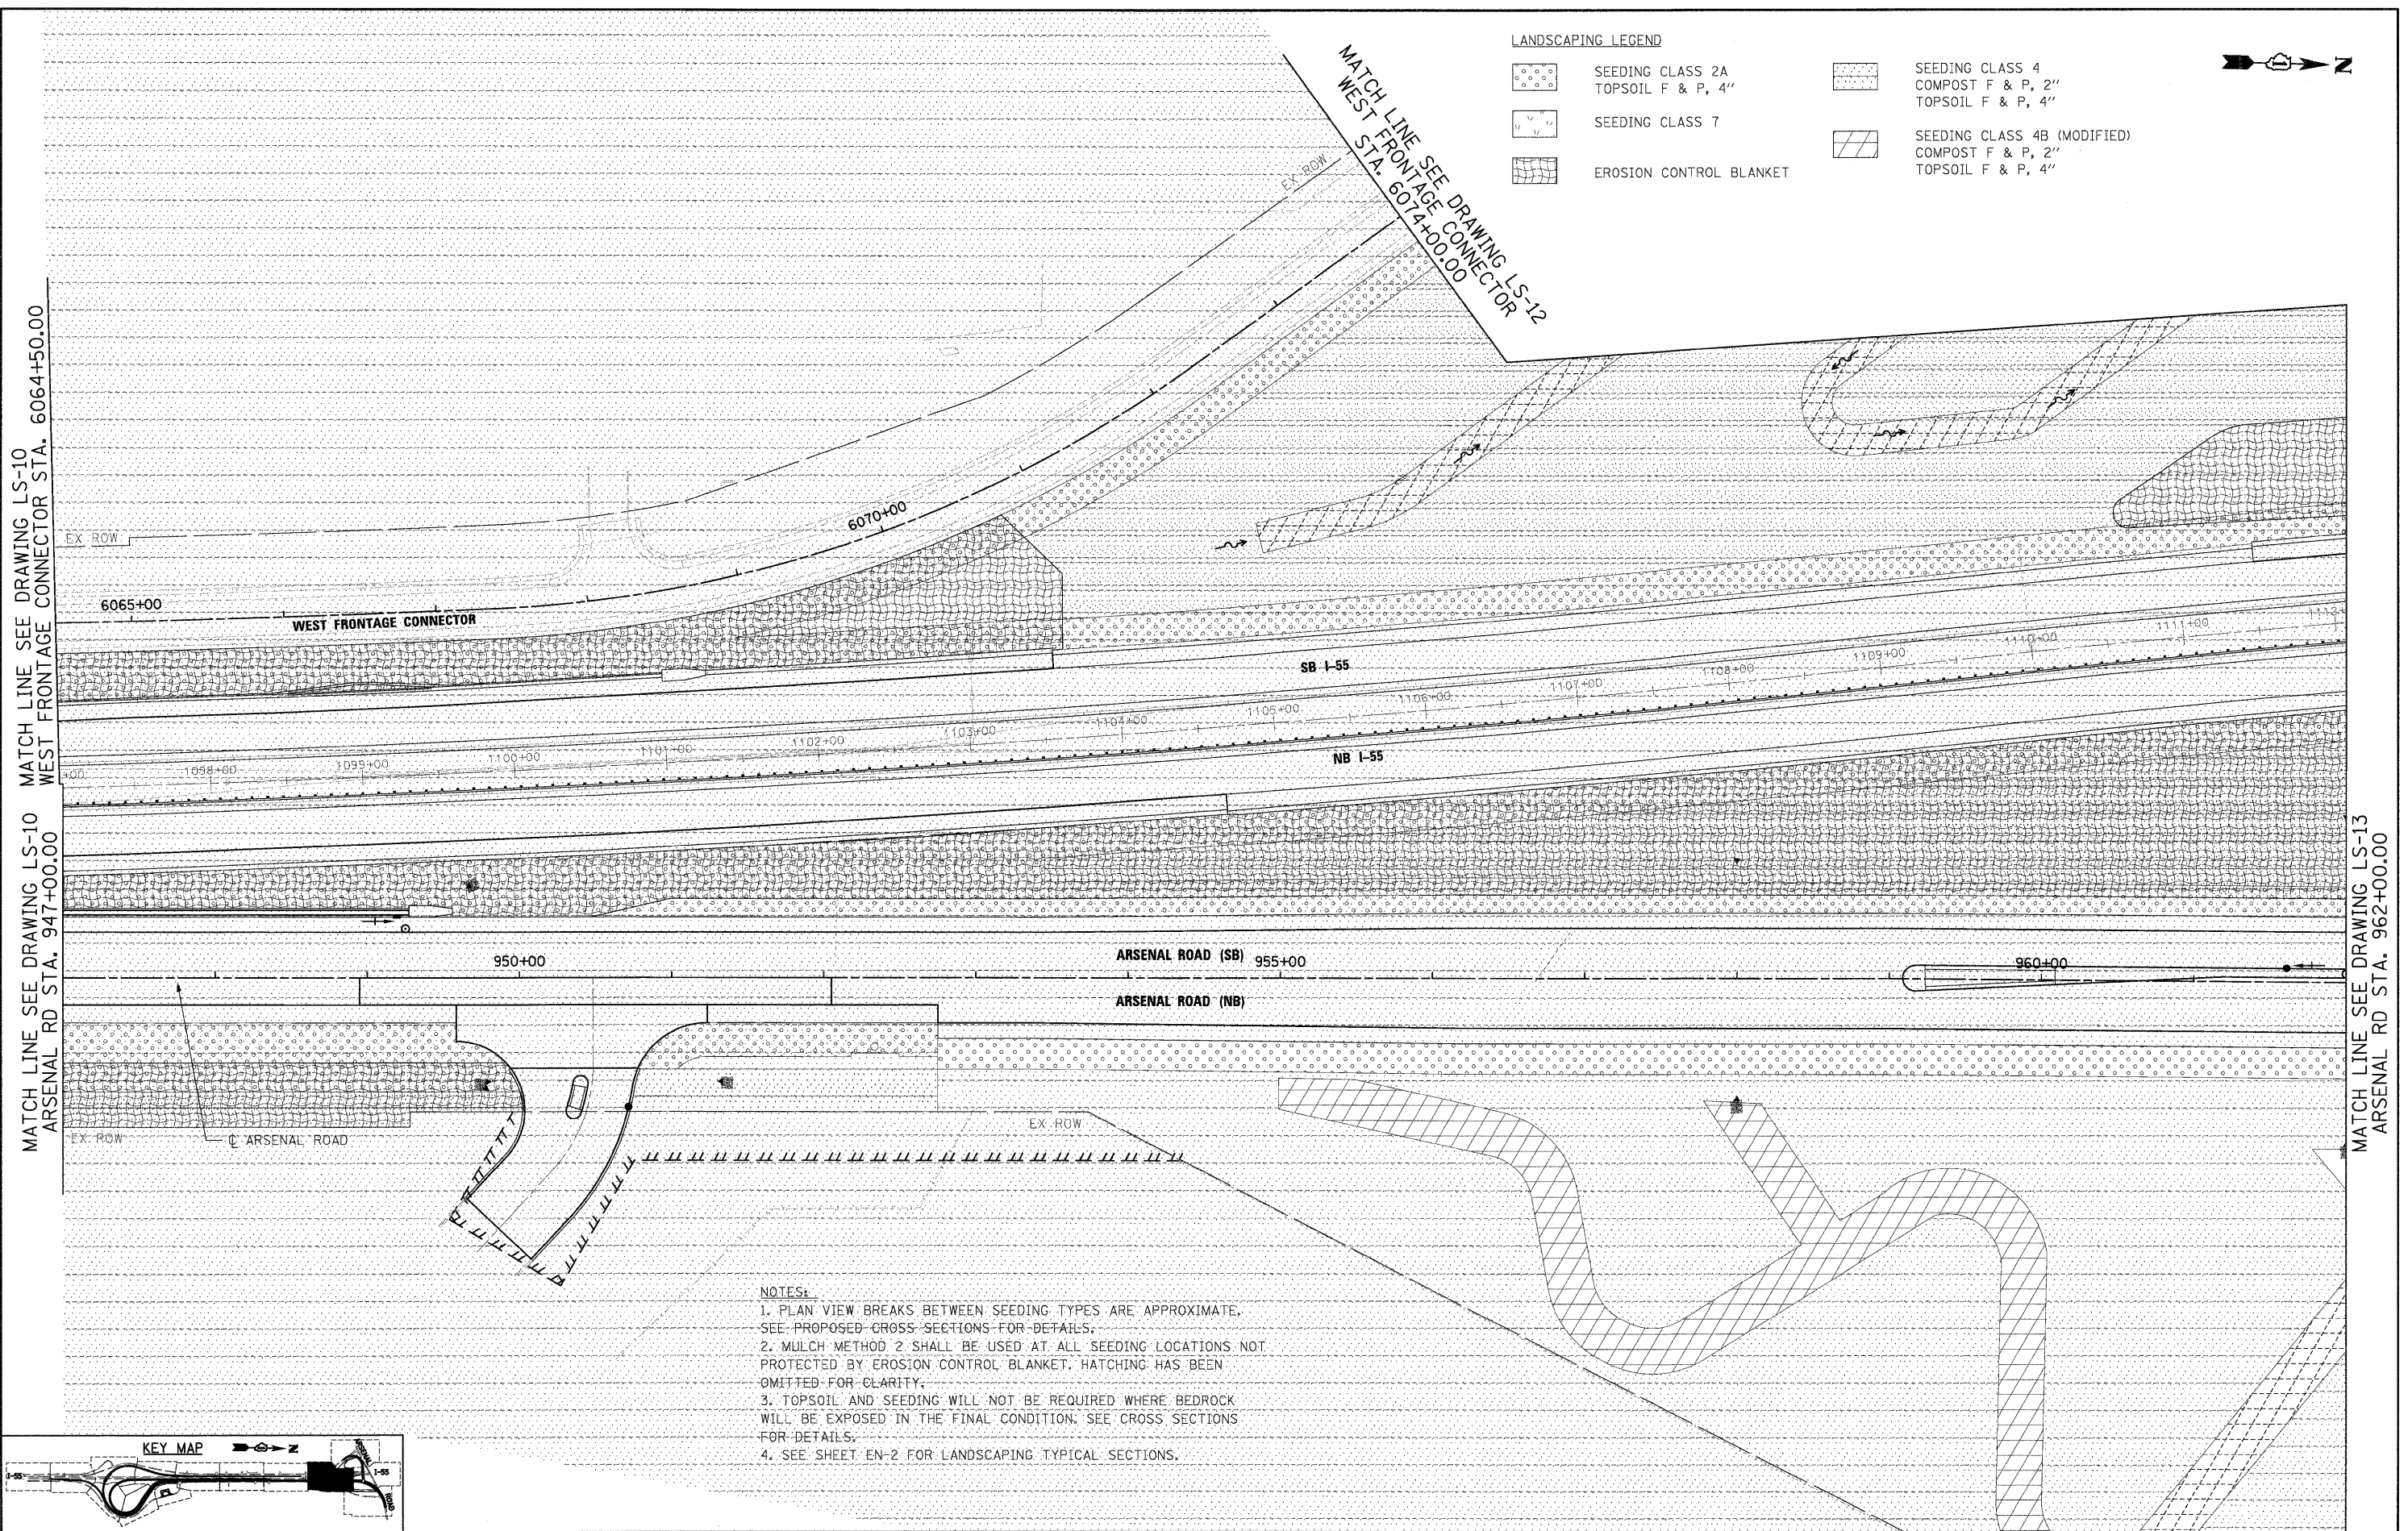 LANDSCAPING LEGEND
SEEDING CLASS 2A
TOPSOIL F & P, 4"
SEEDING CLASS 7
EROSION CONTROL BLANKET
SEEDING CLASS 4
COMPOST F & P, 2"
TOPSOIL F & P, 4"
SEEDING CLASS 4B (MODIFIED)
COMPOST F & P, 2"
TOPSOIL F & P, 4"
N
MATCH LINE SEE DRAWING LS-12
WEST FRONTAGE CONNECTOR
STA. 6074+00.00
EX ROW
MATCH LINE SEE DRAWING LS-10
WEST FRONTAGE CONNECTOR STA. 6064+50.00
EX ROW
6065+00
WEST FRONTAGE CONNECTOR
6070+00
SB I-55
+00
1098+00
1099+00
1100+00
1101+00
1102+00
1103+00
1104+00
1105+00
1106+00
1107+00
1108+00
1109+00
1110+00
1111+00
1112+
NB I-55
MATCH LINE SEE DRAWING LS-10
ARSENAL RD STA. 947+00.00
MATCH LINE SEE DRAWING LS-13
ARSENAL RD STA. 962+00.00
ARSENAL ROAD (SB)
950+00
955+00
960+00
ARSENAL ROAD (NB)
EX ROW
℄ ARSENAL ROAD
EX ROW
NOTES:
1. PLAN VIEW BREAKS BETWEEN SEEDING TYPES ARE APPROXIMATE.
SEE PROPOSED CROSS SECTIONS FOR DETAILS.
2. MULCH METHOD 2 SHALL BE USED AT ALL SEEDING LOCATIONS NOT
PROTECTED BY EROSION CONTROL BLANKET. HATCHING HAS BEEN
OMITTED FOR CLARITY.
3. TOPSOIL AND SEEDING WILL NOT BE REQUIRED WHERE BEDROCK
WILL BE EXPOSED IN THE FINAL CONDITION. SEE CROSS SECTIONS
FOR DETAILS.
4. SEE SHEET EN-2 FOR LANDSCAPING TYPICAL SECTIONS.
KEY MAP
N
I-55
ARSENAL
I-55
ROAD